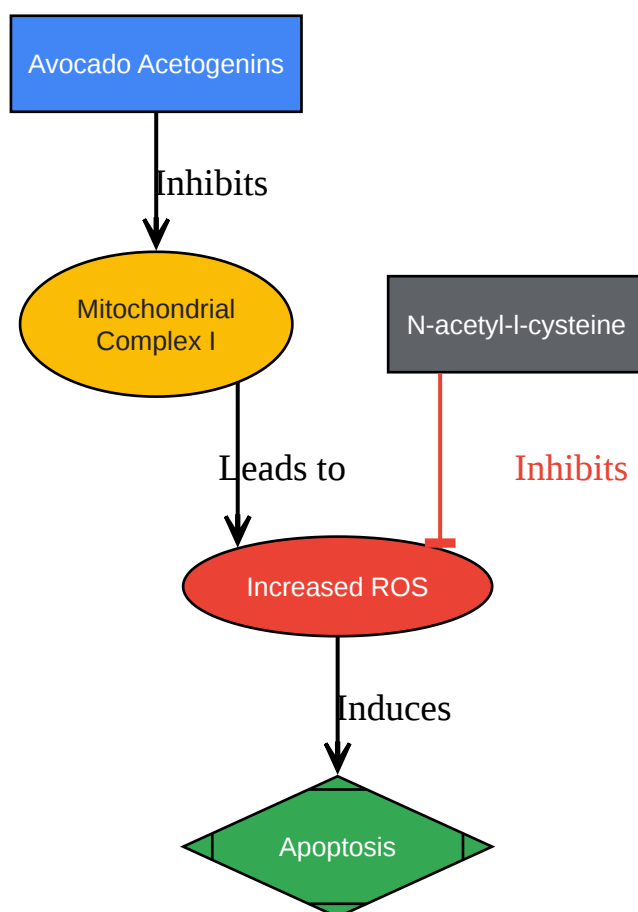 Avocado Acetogenins
Inhibits
Mitochondrial
Complex I
N-acetyl-l-cysteine
Leads to
Inhibits
Increased ROS
Induces
Apoptosis